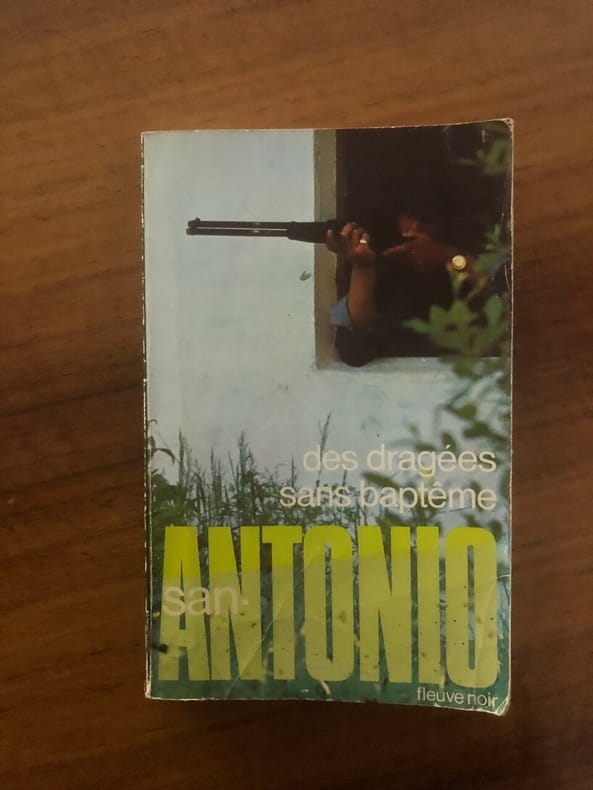 des dragées
sans baptême
san-
ANTONIO
fleuve noir